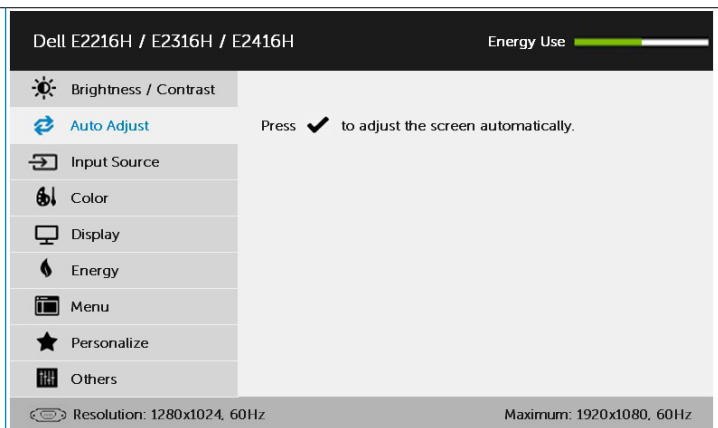 Dell E2216H / E2316H / E2416H
Energy Use
Brightness / Contrast
Auto Adjust
Press ✔ to adjust the screen automatically.
Input Source
Color
Display
Energy
Menu
Personalize
Others
Resolution: 1280x1024, 60Hz
Maximum: 1920x1080, 60Hz